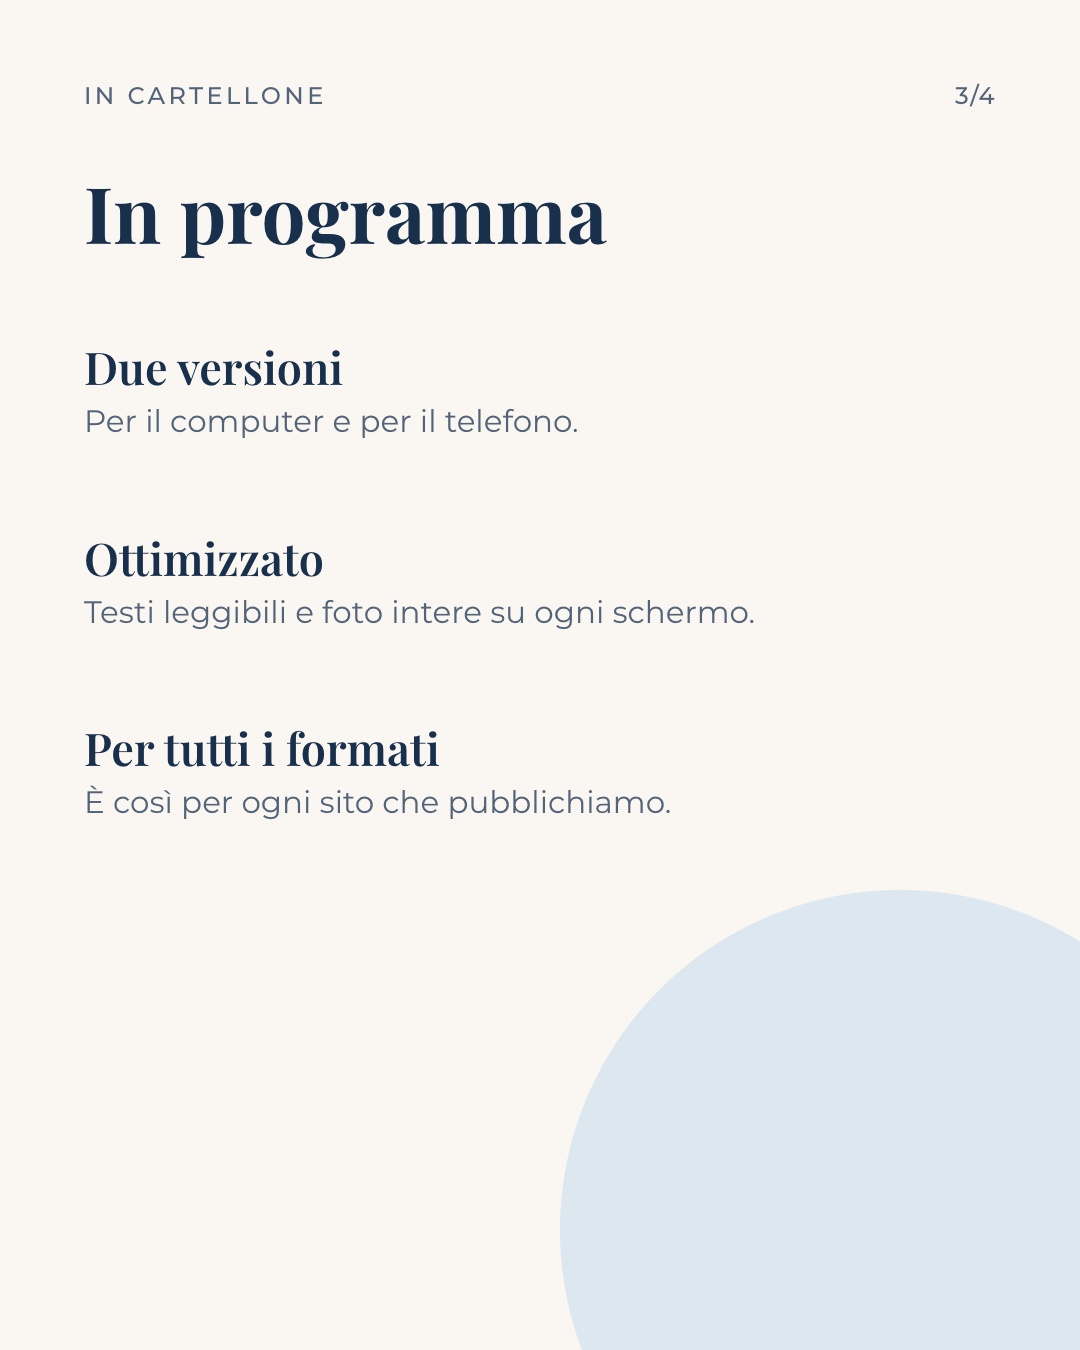 IN CARTELLONE
3/4
In programma
Due versioni
Per il computer e per il telefono.
Ottimizzato
Testi leggibili e foto intere su ogni schermo.
Per tutti i formati
È così per ogni sito che pubblichiamo.